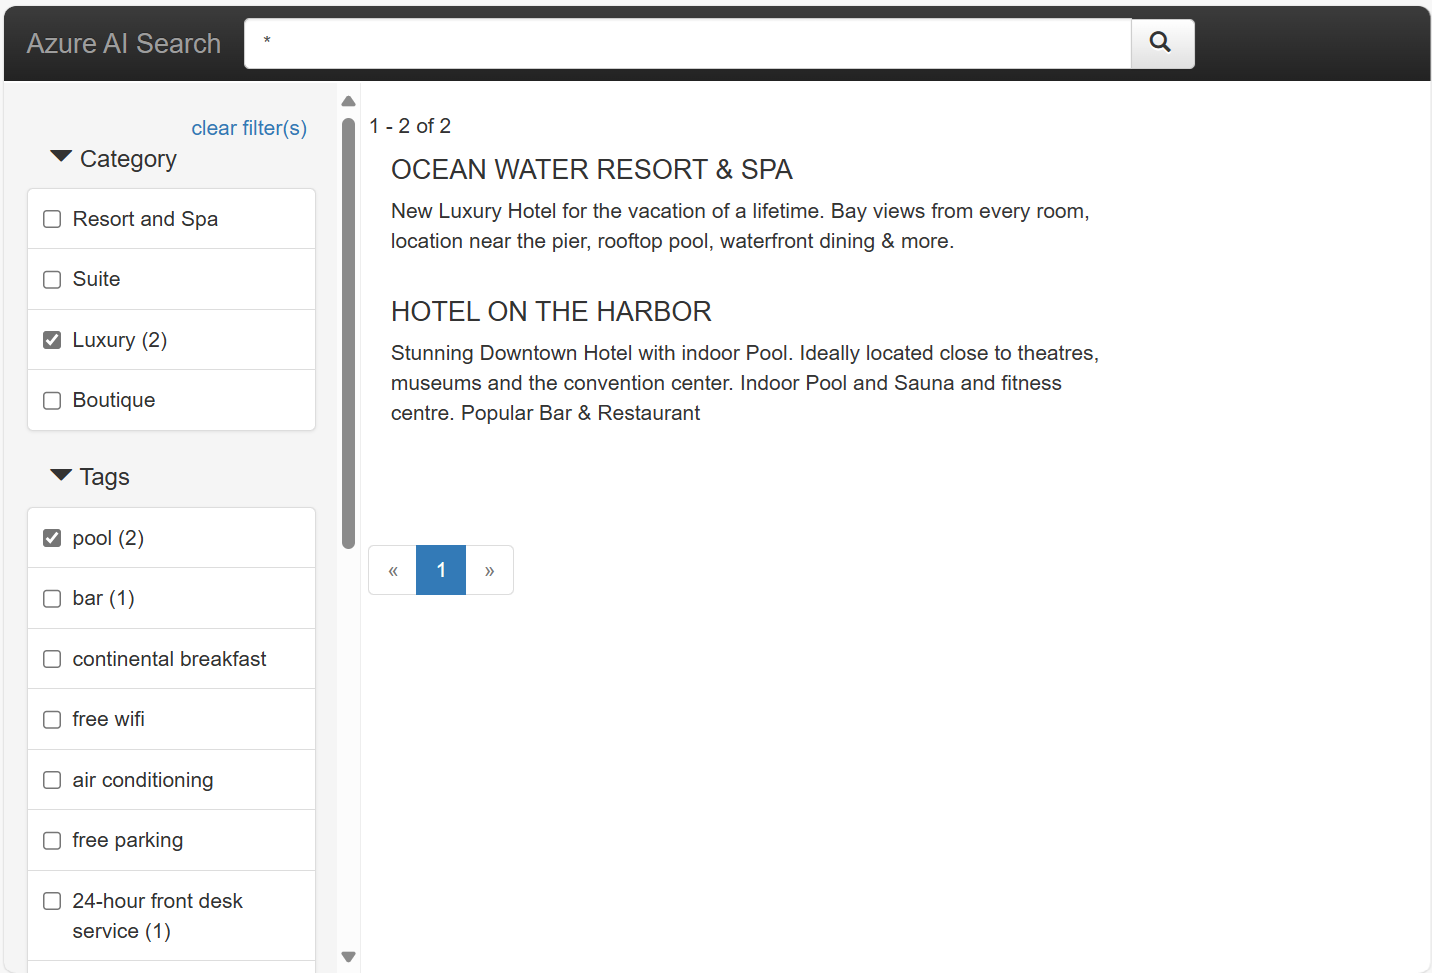 Azure AI Search
*
clear filter(s)
Category
Resort and Spa
Suite
Luxury (2)
Boutique
Tags
pool (2)
bar (1)
continental breakfast
free wifi
air conditioning
free parking
24-hour front desk
service (1)
1 - 2 of 2
OCEAN WATER RESORT & SPA
New Luxury Hotel for the vacation of a lifetime. Bay views from every room,
location near the pier, rooftop pool, waterfront dining & more.
HOTEL ON THE HARBOR
Stunning Downtown Hotel with indoor Pool. Ideally located close to theatres,
museums and the convention center. Indoor Pool and Sauna and fitness
centre. Popular Bar & Restaurant
« 1 »